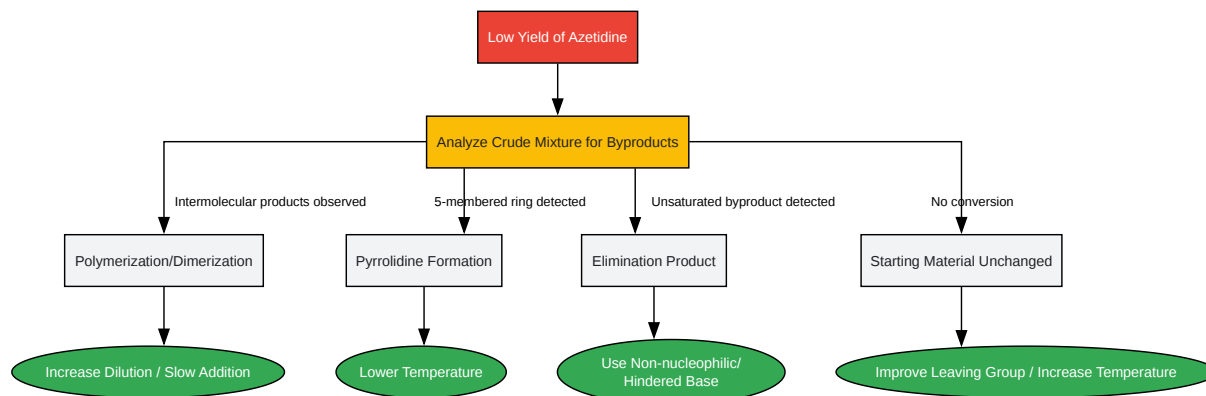 Low Yield of Azetidine
Analyze Crude Mixture for Byproducts
Intermolecular products observed
5-membered ring detected
Unsaturated byproduct detected
No conversion
Polymerization/Dimerization
Pyrrolidine Formation
Elimination Product
Starting Material Unchanged
Increase Dilution / Slow Addition
Lower Temperature
Use Non-nucleophilic/
Hindered Base
Improve Leaving Group / Increase Temperature